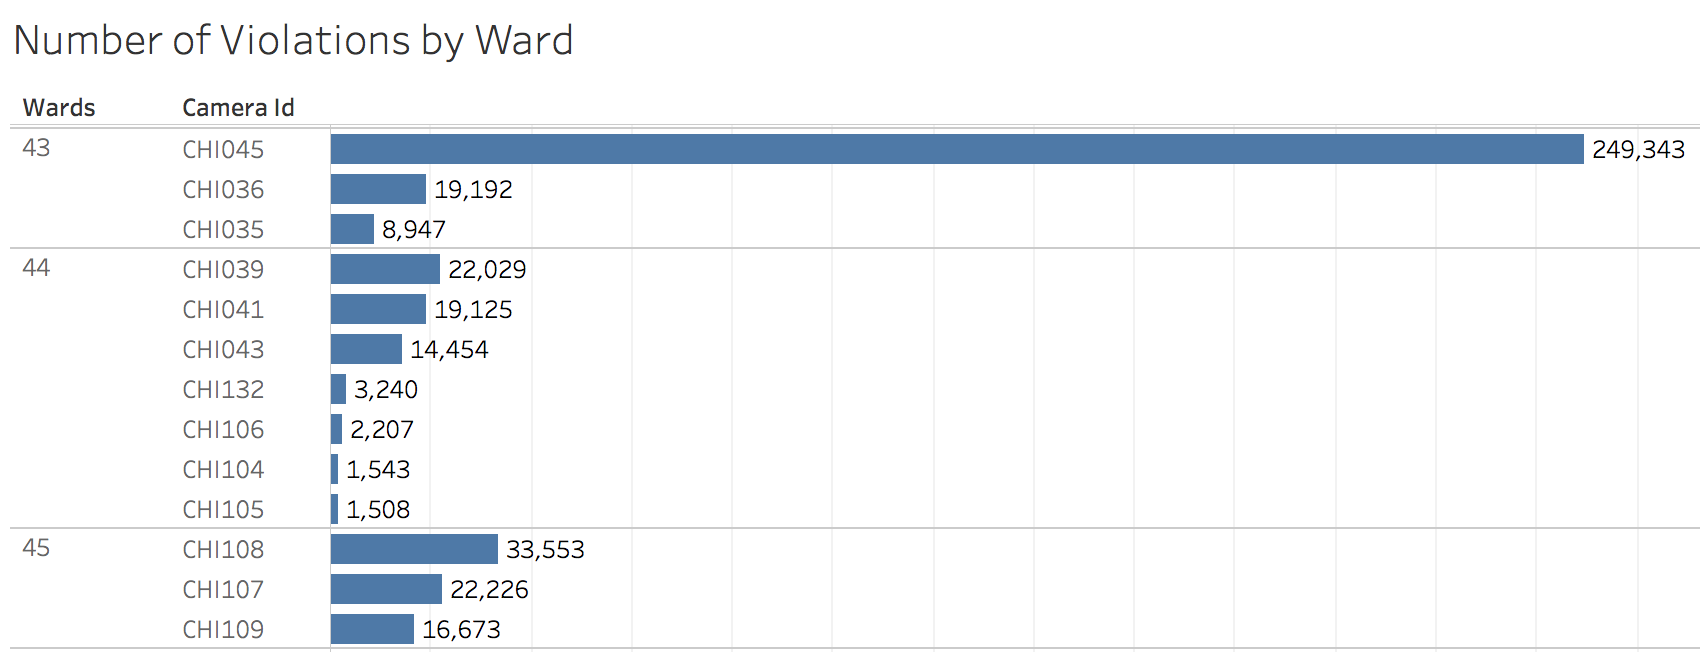 Number of Violations by Ward
Wards Camera Id
43 CHI045 249,343
CHI036 19,192
CHI035 8,947
44 CHI039 22,029
CHI041 19,125
CHI043 14,454
CHI132 3,240
CHI106 2,207
CHI104 1,543
CHI105 1,508
45 CHI108 33,553
CHI107 22,226
CHI109 16,673